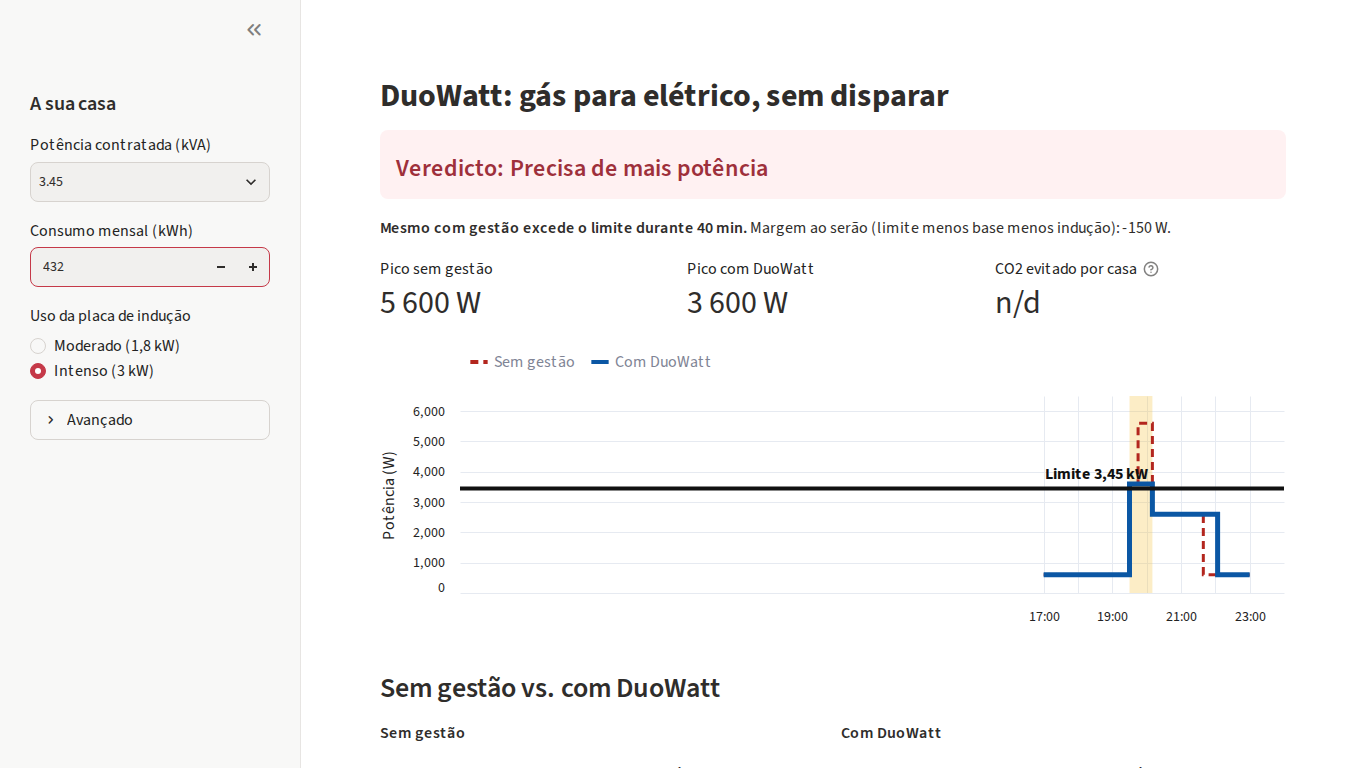 A sua casa
Potência contratada (kVA)
3.45
Consumo mensal (kWh)
432
Uso da placa de indução
Moderado (1,8 kW)
Intenso (3 kW)
Avançado
DuoWatt: gás para elétrico, sem disparar
Veredicto: Precisa de mais potência
Mesmo com gestão excede o limite durante 40 min. Margem ao serão (limite menos base menos indução): -150 W.
Pico sem gestão
5 600 W
Pico com DuoWatt
3 600 W
CO2 evitado por casa
n/d
Sem gestão
Com DuoWatt
Potência (W)
6,000
5,000
4,000
3,000
2,000
1,000
0
Limite 3,45 kW
17:00 19:00 21:00 23:00
Sem gestão vs. com DuoWatt
Sem gestão
Com DuoWatt